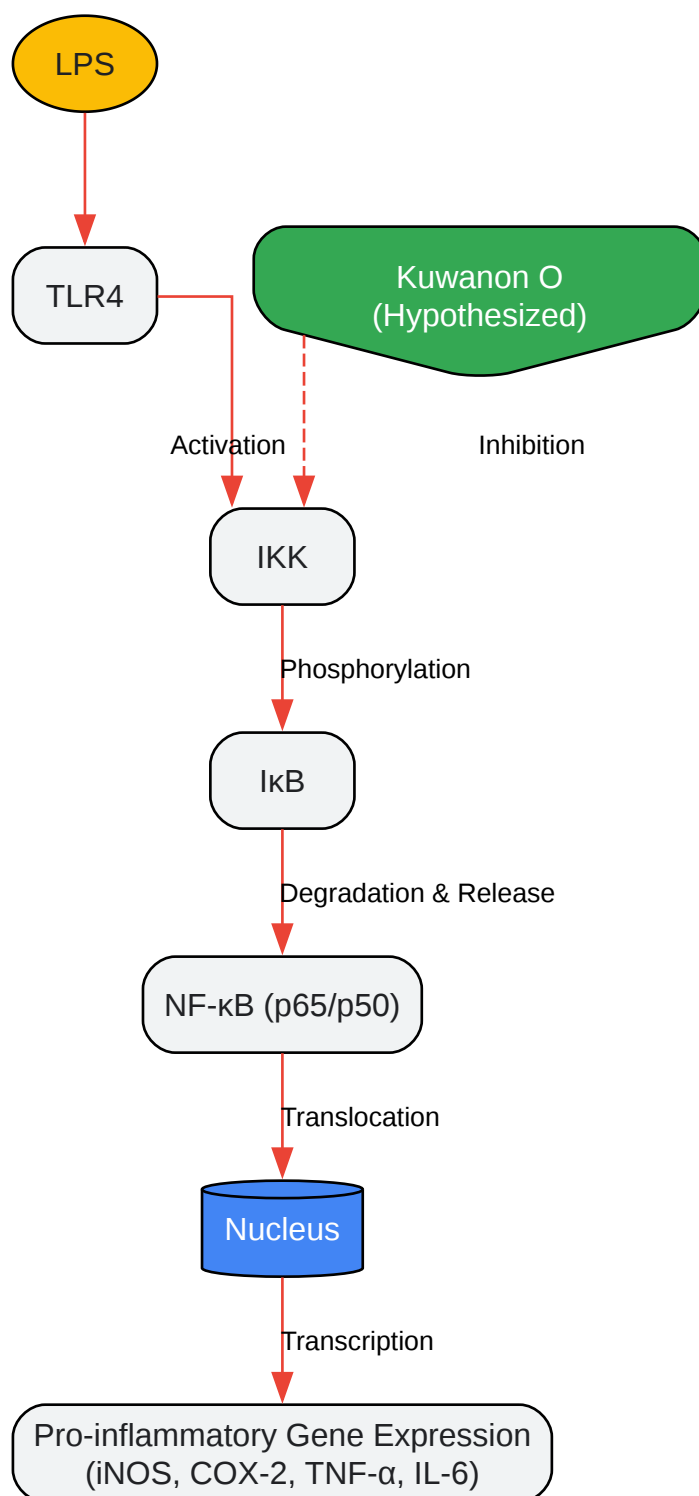 LPS
TLR4
Kuwanon O
(Hypothesized)
Activation
Inhibition
IKK
Phosphorylation
IκB
Degradation & Release
NF-κB (p65/p50)
Translocation
Nucleus
Transcription
Pro-inflammatory Gene Expression
(iNOS, COX-2, TNF-α, IL-6)